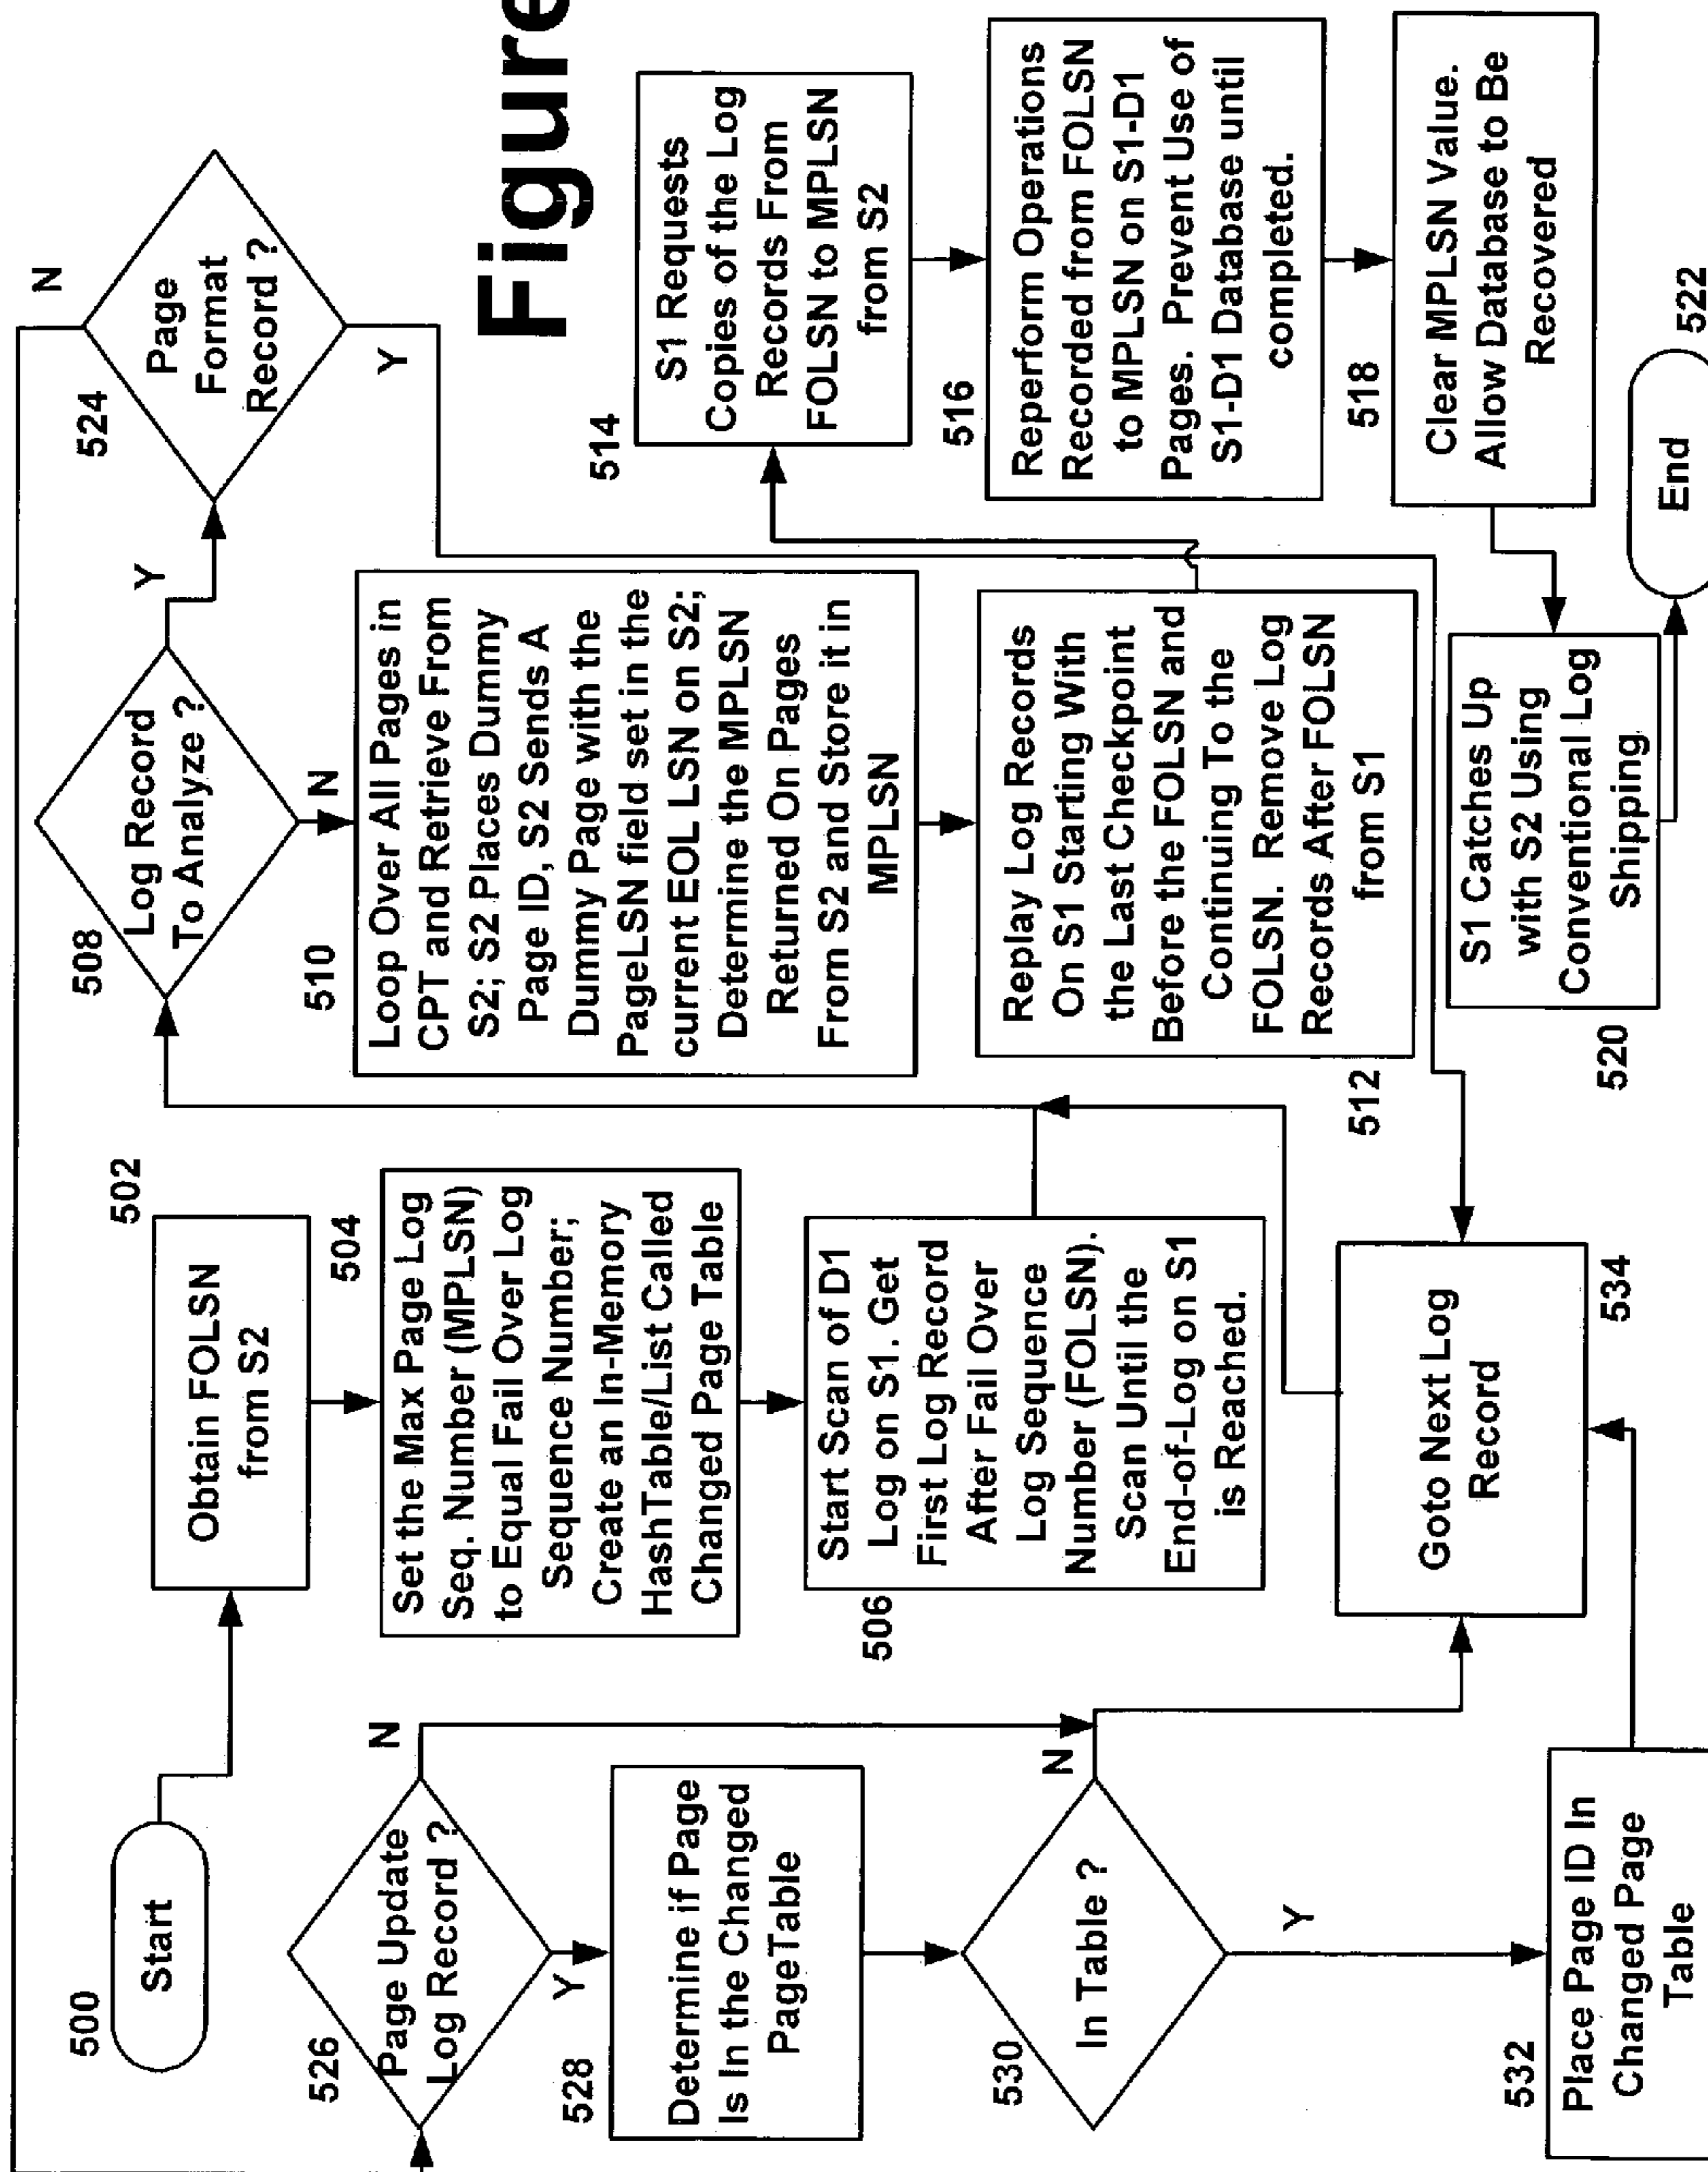 Figure
500
Start
502
Obtain FOLSN
from S2
504
Set the Max Page Log
Seq. Number (MPLSN)
to Equal Fail Over Log
Sequence Number;
Create an In-Memory
HashTable/List Called
Changed Page Table
506
Start Scan of D1
Log on S1. Get
First Log Record
After Fail Over
Log Sequence
Number (FOLSN).
Scan Until the
End-of-Log on S1
is Reached.
508
Log Record
To Analyze ?
Y
N
510
Loop Over All Pages in
CPT and Retrieve From
S2; S2 Places Dummy
Page ID, S2 Sends A
Dummy Page with the
PageLSN field set in the
current EOL LSN on S2;
Determine the MPLSN
Returned On Pages
From S2 and Store it in
MPLSN
512
Replay Log Records
On S1 Starting With
the Last Checkpoint
Before the FOLSN and
Continuing To the
FOLSN. Remove Log
Records After FOLSN
from S1
514
S1 Requests
Copies of the Log
Records From
FOLSN to MPLSN
from S2
516
Reperform Operations
Recorded from FOLSN
to MPLSN on S1-D1
Pages. Prevent Use of
S1-D1 Database until
completed.
518
Clear MPLSN Value.
Allow Database to Be
Recovered
520
S1 Catches Up
with S2 Using
Conventional Log
Shipping
End
522
524
Page
Format
Record ?
N
Y
526
Page Update
Log Record ?
N
Y
528
Determine if Page
Is In the Changed
PageTable
530
In Table ?
N
Y
532
Place Page ID In
Changed Page
Table
Goto Next Log
Record
534